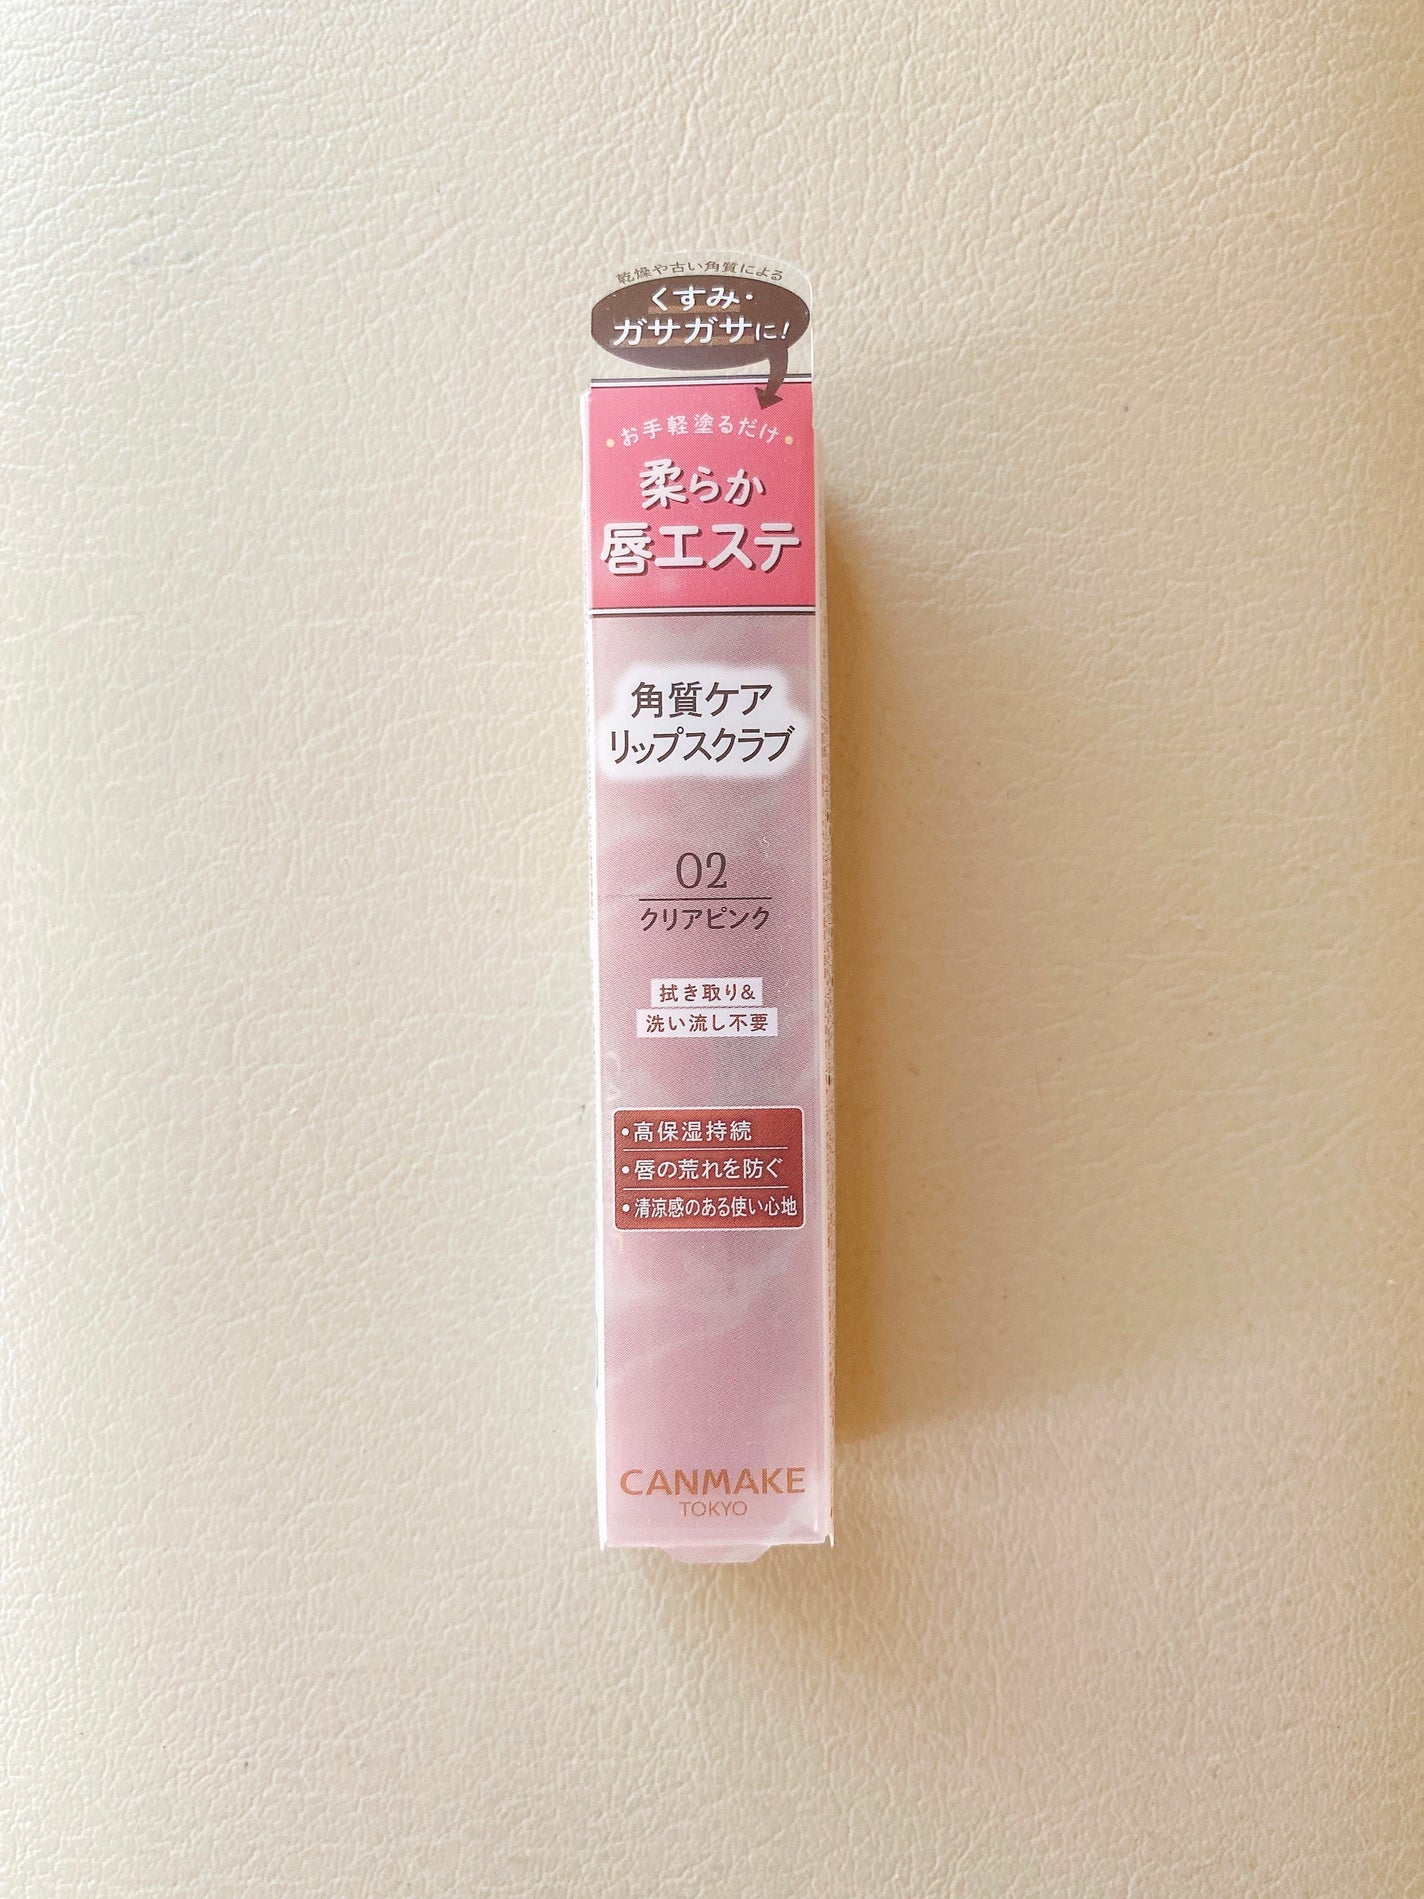 乾燥や古い角質による
くすみ・
ガサガサに!
お手軽塗るだけ
柔らか
唇エステ
角質ケア
リップスクラブ
02
クリアピンク
拭き取り&
洗い流し不要
・高保湿持続
・唇の荒れを防ぐ
・清涼感のある使い心地
CANMAKE
TOKYO